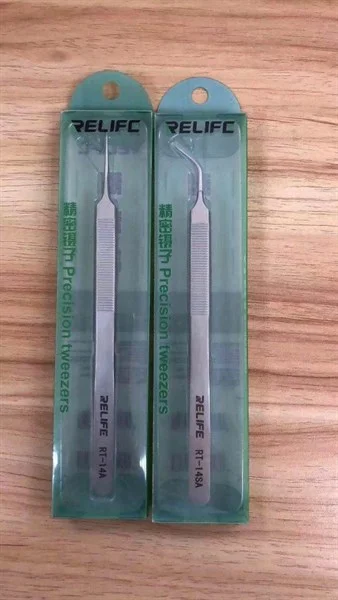 RELIFE
精密镊子 Precision tweezers
RELIFE
RT-14A
RELIFE
精密镊子 Precision tweezers
RELIFE
RT-14SA